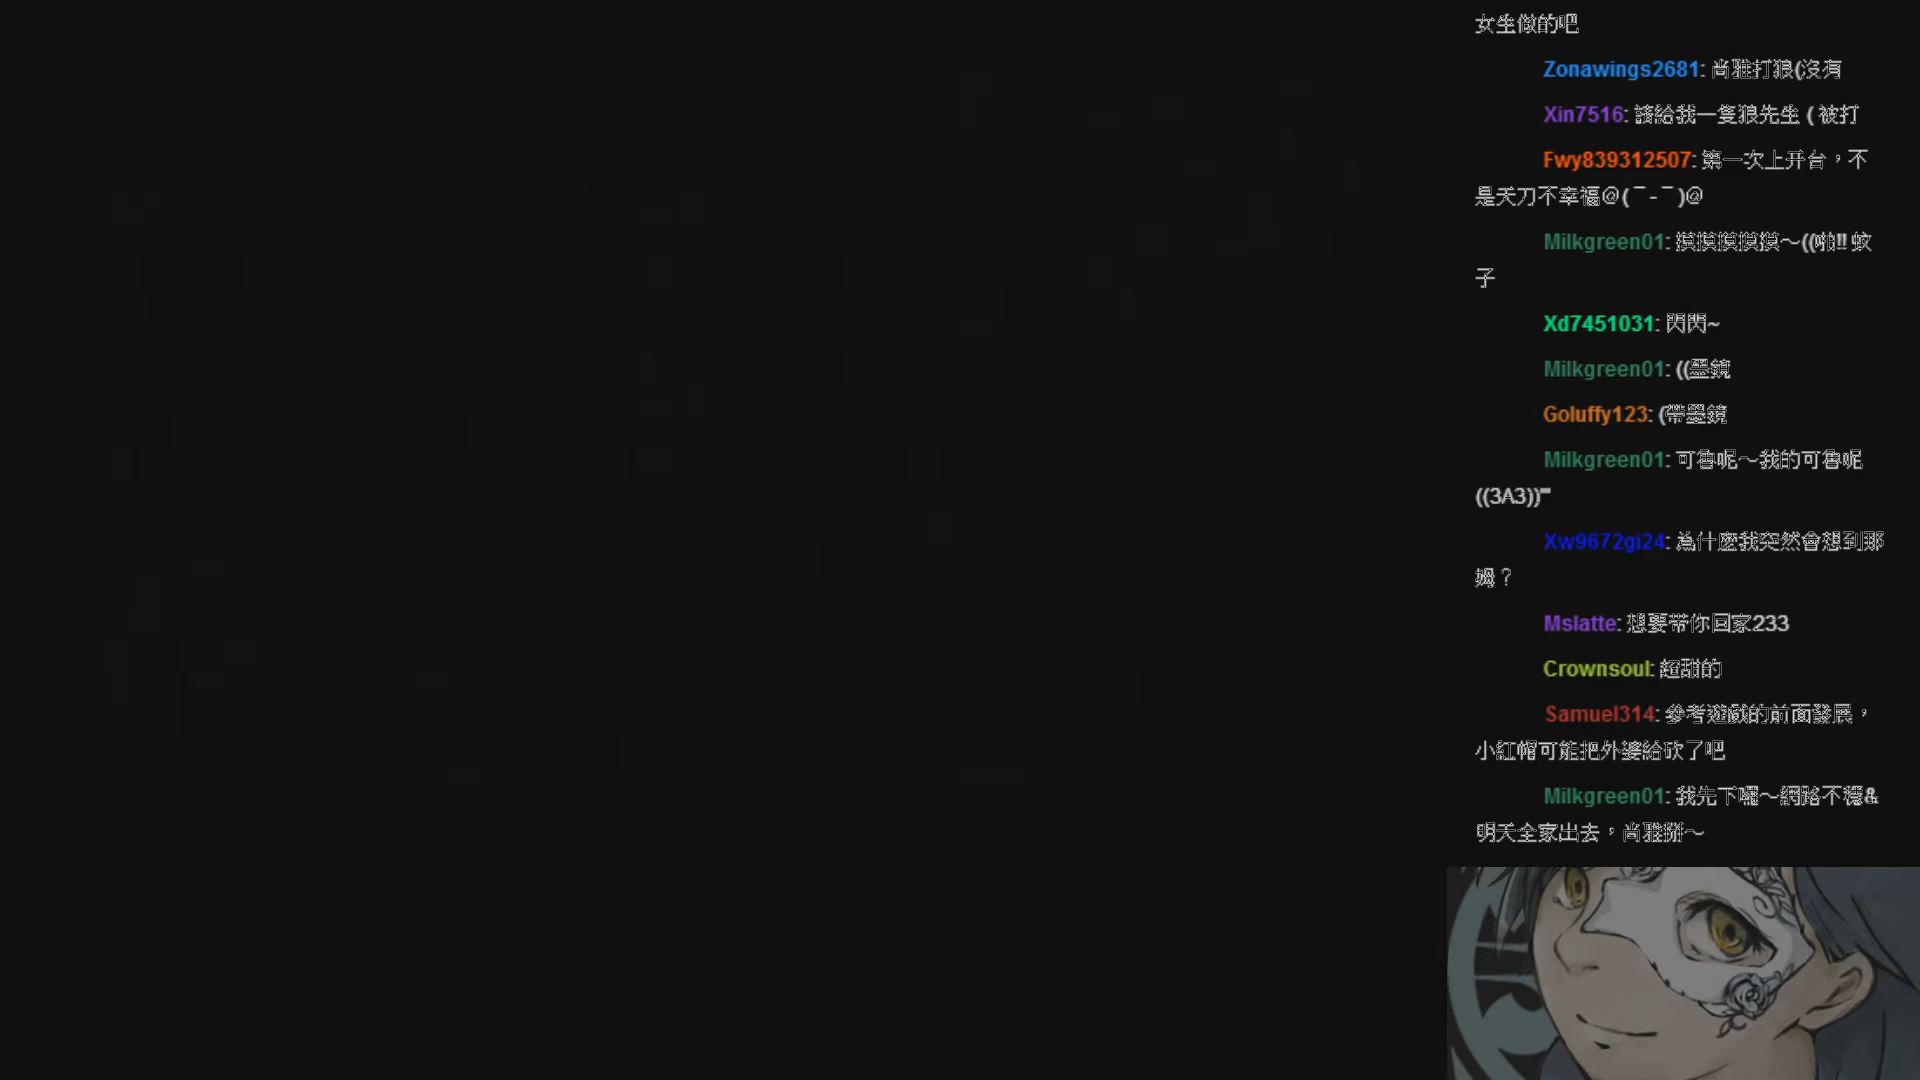 女生做的吧
Zonawings2681: 尚雅打狼(沒有
Xin7516: 請給我一隻狼先生 ( 被打
Fwy839312507: 第一次上开台，不
是天刀不幸福@(￣-￣)@
Milkgreen01: 摸摸摸摸摸～((啪!! 蚊
子
Xd7451031: 閃閃~
Milkgreen01: ((墨鏡
Goluffy123: (帶墨鏡
Milkgreen01: 可魯呢～我的可魯呢
((3A3))'''
Xw9672gi24: 為什麼我突然會想到那
姆？
Mslatte: 想要带你回家233
Crownsoul: 超甜的
Samuel314: 參考遊戲的前面發展，
小紅帽可能把外婆給砍了吧
Milkgreen01: 我先下囉～網路不穩&
明天全家出去，尚雅掰～